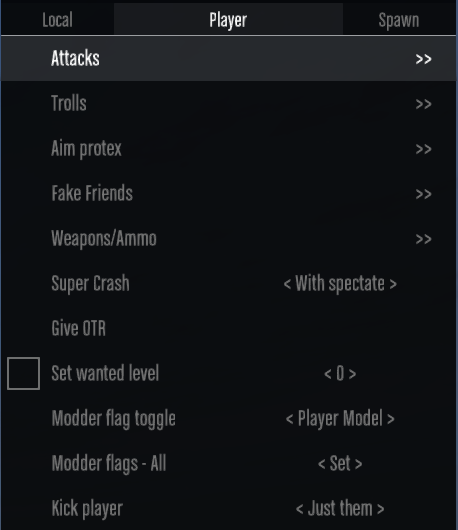 Local Player Spawn
Attacks >>
Trolls >>
Aim protex >>
Fake Friends >>
Weapons/Ammo >>
Super Crash < With spectate >
Give OTR
Set wanted level < 0 >
Modder flag toggle < Player Model >
Modder flags - All < Set >
Kick player < Just them >